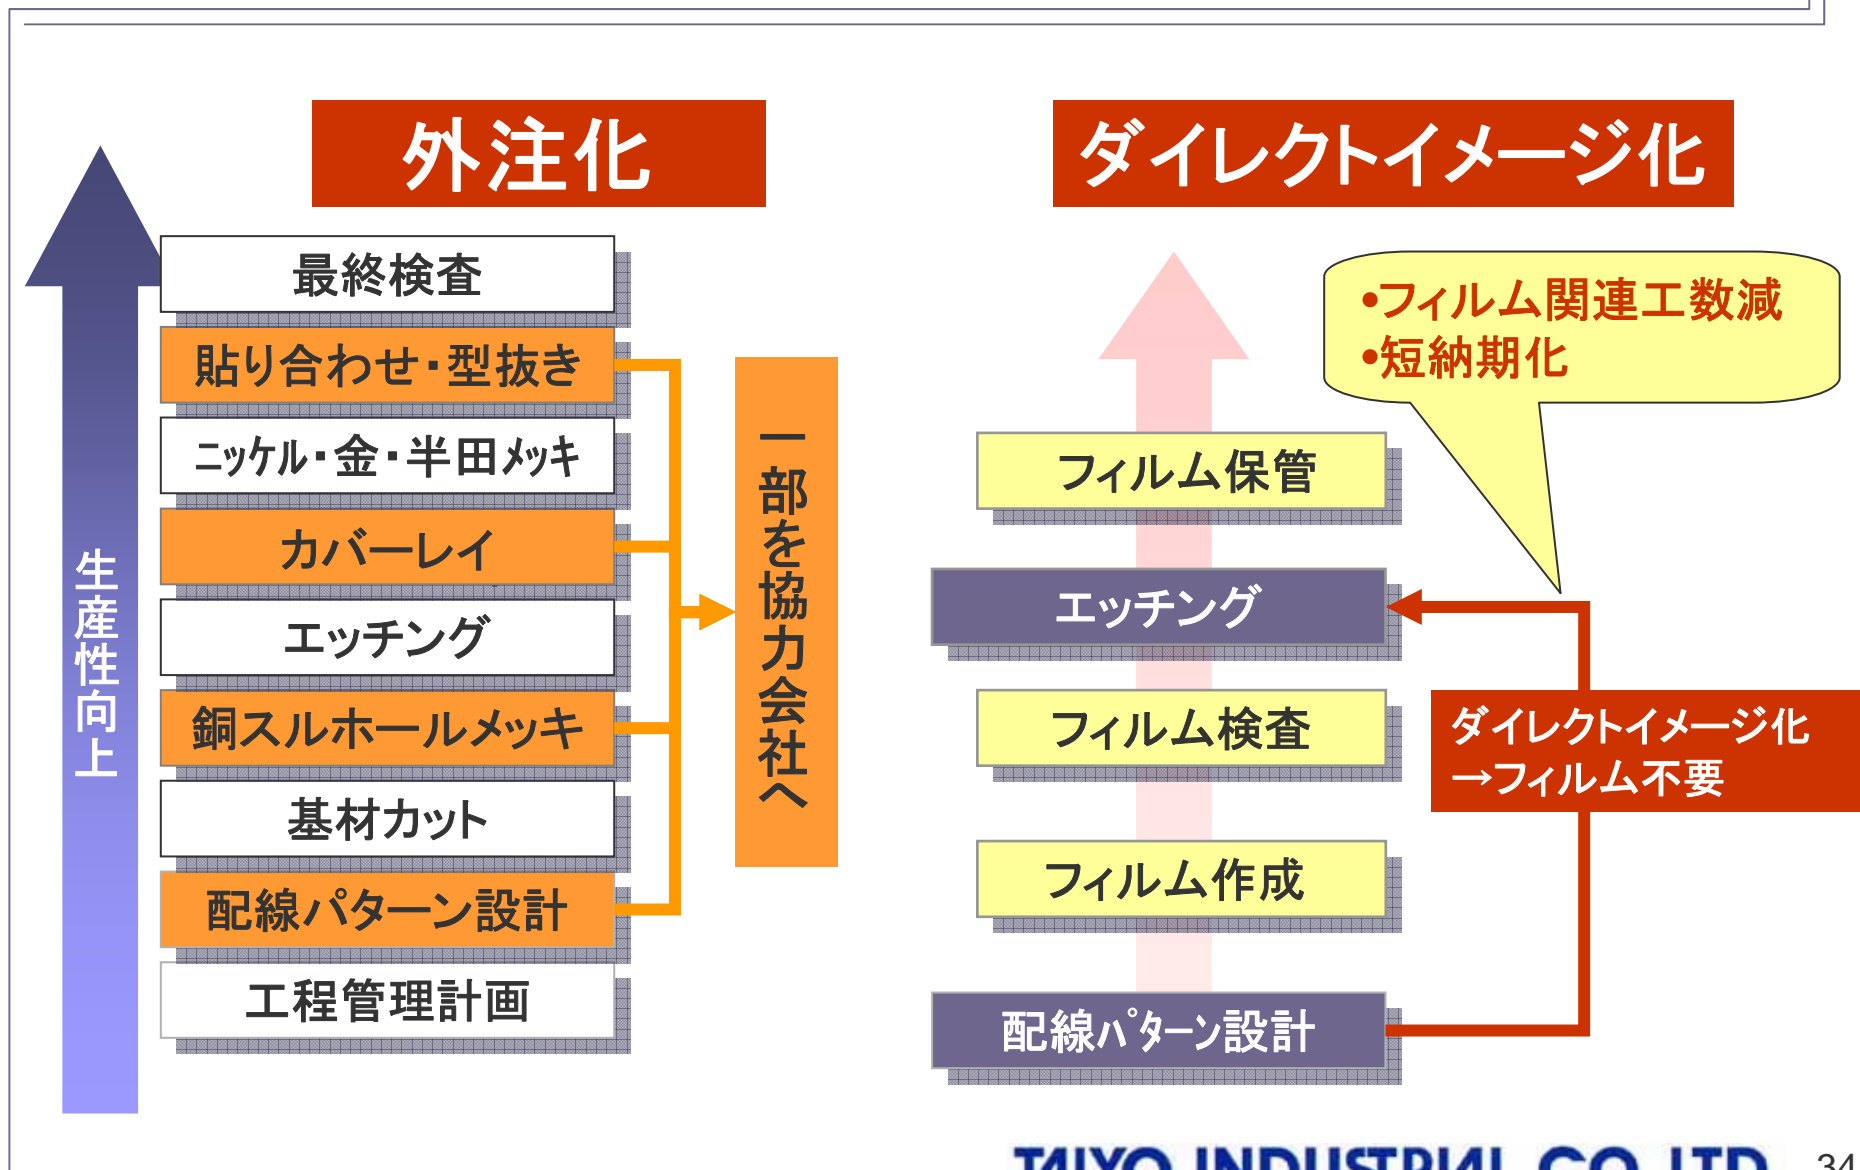 外注化
生産性向上
最終検査
貼り合わせ・型抜き
ニッケル・金・半田メッキ
カバーレイ
エッチング
銅スルホールメッキ
基材カット
配線パターン設計
工程管理計画
一部を協力会社へ
ダイレクトイメージ化
•フィルム関連工数減
•短納期化
フィルム保管
エッチング
フィルム検査
フィルム作成
配線パターン設計
ダイレクトイメージ化
→フィルム不要
TAIYO INDUSTRIAL CO.,LTD.
34